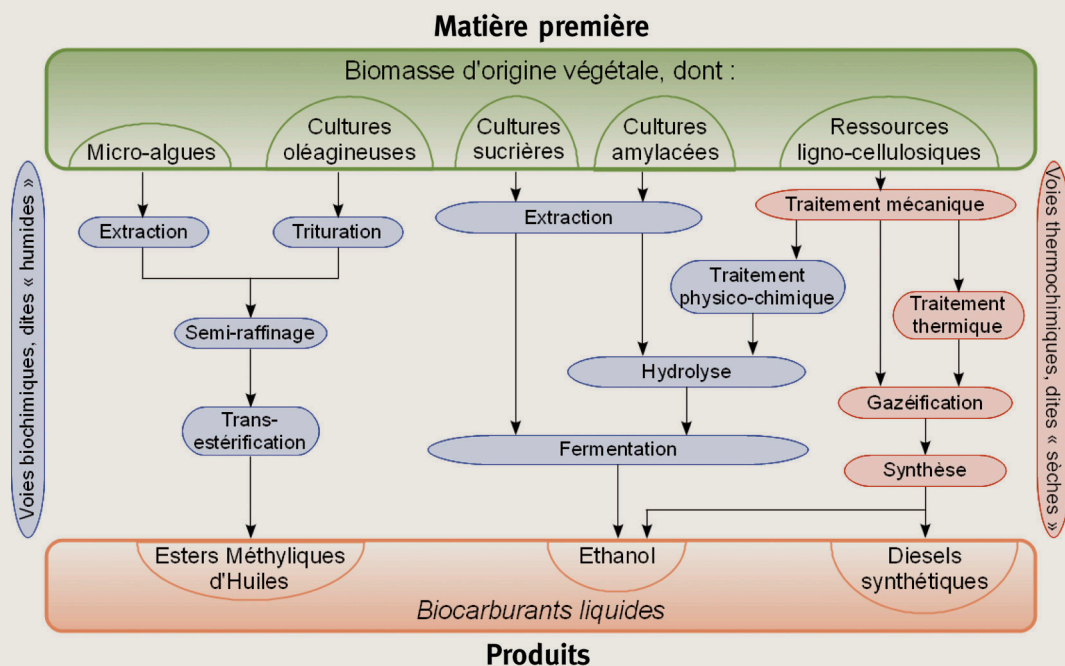 Matière première
Biomasse d'origine végétale, dont :
Micro-algues
Cultures
oléagineuses
Cultures
sucrières
Cultures
amylacées
Ressources
ligno-cellulosiques
Voies biochimiques, dites « humides »
Voies thermochimiques, dites « sèches »
Extraction
Trituration
Extraction
Traitement mécanique
Traitement
physico-chimique
Traitement
thermique
Semi-raffinage
Hydrolyse
Gazéification
Trans-
estérification
Fermentation
Synthèse
Esters Méthyliques
d'Huiles
Ethanol
Diesels
synthétiques
Biocarburants liquides
Produits